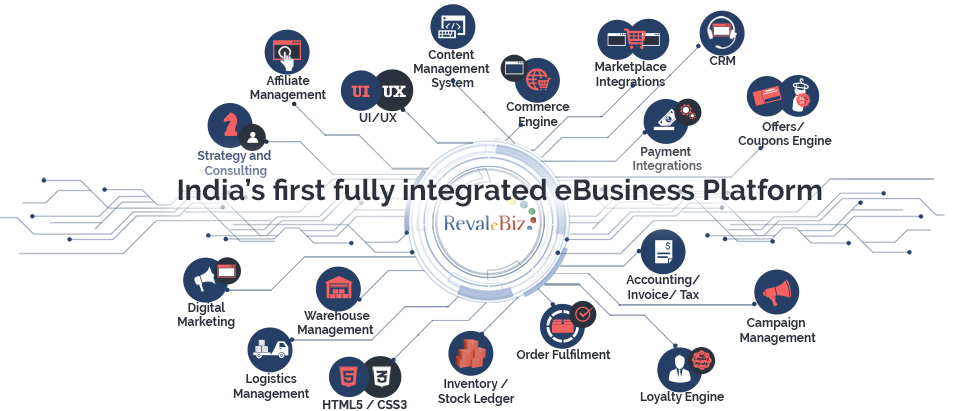 Content
Management
System
Marketplace
Integrations
CRM
Affiliate
Management
UI UX
UI/UX
Commerce
Engine
Offers/
Coupons Engine
Strategy and
Consulting
Payment
Integrations
India's first fully integrated eBusiness Platform
RevaleBiz
Digital
Marketing
Warehouse
Management
Accounting/
Invoice/ Tax
Campaign
Management
Logistics
Management
HTML5 / CSS3
Inventory /
Stock Ledger
Order Fulfilment
Loyalty Engine